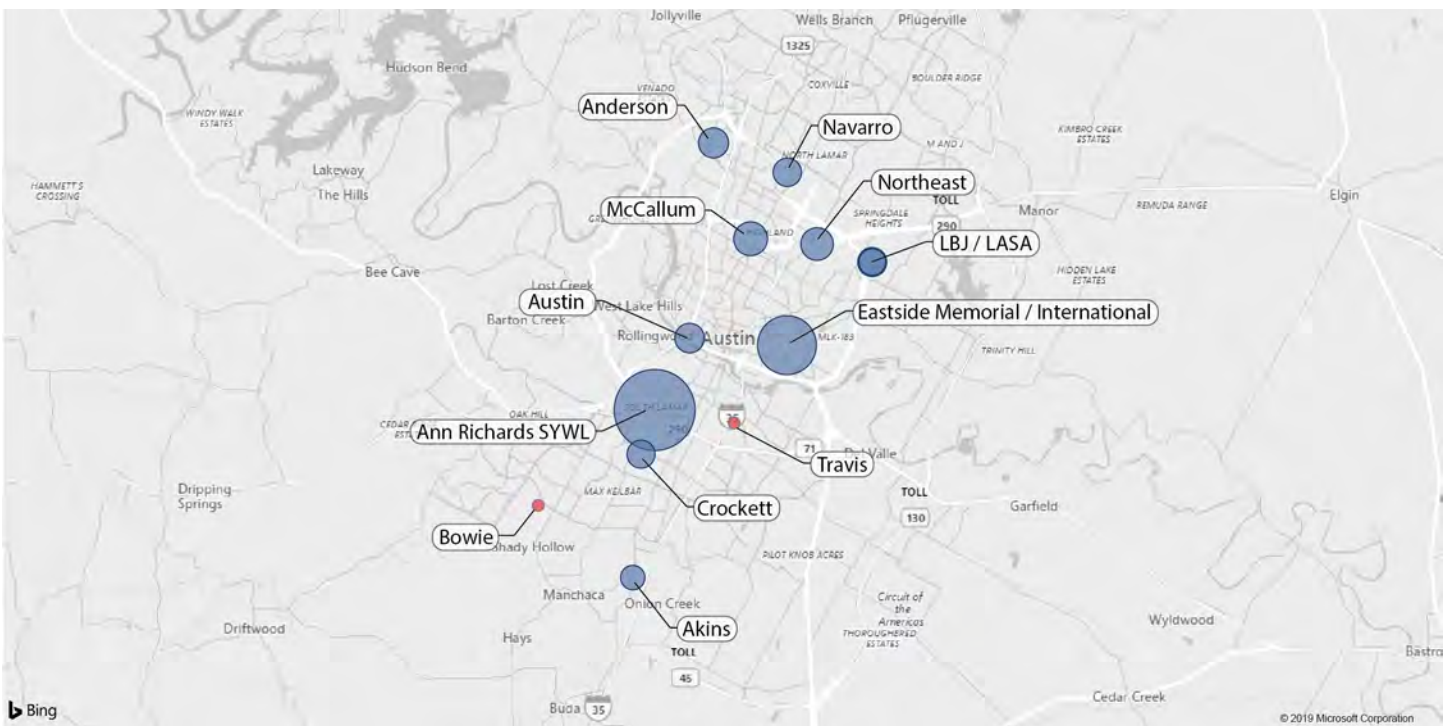 Jollyville
Wells Branch
Pflugerville
1325
Hudson Bend
BOULDER RIDGE
VENADO
COXVILLE
Anderson
WINDY WALK
ESTATES
Navarro
KIMBRO CREEK
ESTATES
NORTH LAMAR
M AND J
Lakeway
The Hills
HAMMETT'S
CROSSING
Northeast
TOLL
290
Elgin
REMUDA RANGE
Manor
McCallum
SPRINGDALE
HEIGHTS
LBJ / LASA
Bee Cave
HIDDEN LAKE
ESTATES
Lost Creek
Austin
West Lake Hills
Barton Creek
Eastside Memorial / International
Rollingwood
Austin
MLK-183
TRINITY HILL
SOUTH LAMAR
OAK HILL
290
Ann Richards SYWL
35
71
Del Valle
Travis
MAX KEILBAR
Dripping
Springs
TOLL
130
Garfield
Crockett
Bowie
PILOT KNOB ACRES
Manchaca
Onion Creek
Circuit of
the
Americas
THOROUGHBRED
ESTATES
Akins
Driftwood
Hays
Wyldwood
TOLL
45
Buda
35
Cedar Creek
Bing
© 2019 Microsoft Corporation